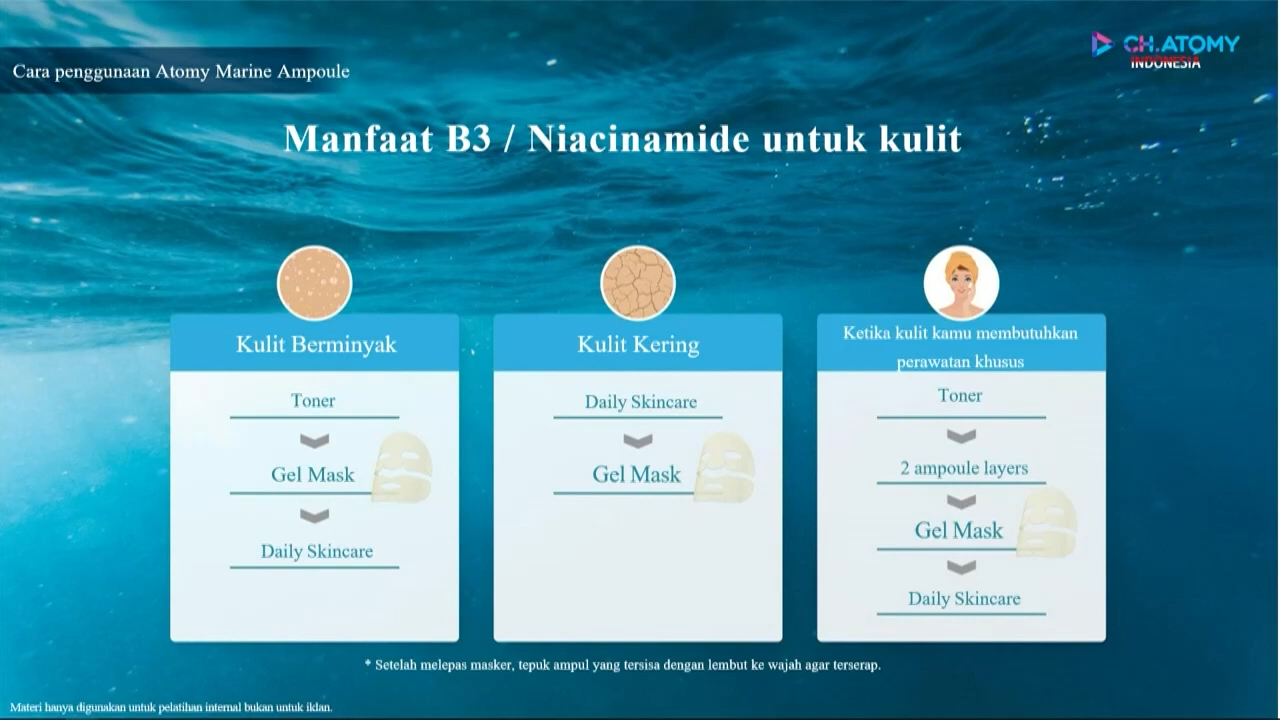 CH.ATOMY
INDONESIA
Cara penggunaan Atomy Marine Ampoule
Manfaat B3 / Niacinamide untuk kulit
Kulit Berminyak
Toner
Gel Mask
Daily Skincare
Kulit Kering
Daily Skincare
Gel Mask
Ketika kulit kamu membutuhkan
perawatan khusus
Toner
2 ampoule layers
Gel Mask
Daily Skincare
* Setelah melepas masker, tepuk ampul yang tersisa dengan lembut ke wajah agar terserap.
Materi hanya digunakan untuk pelatihan internal bukan untuk iklan.